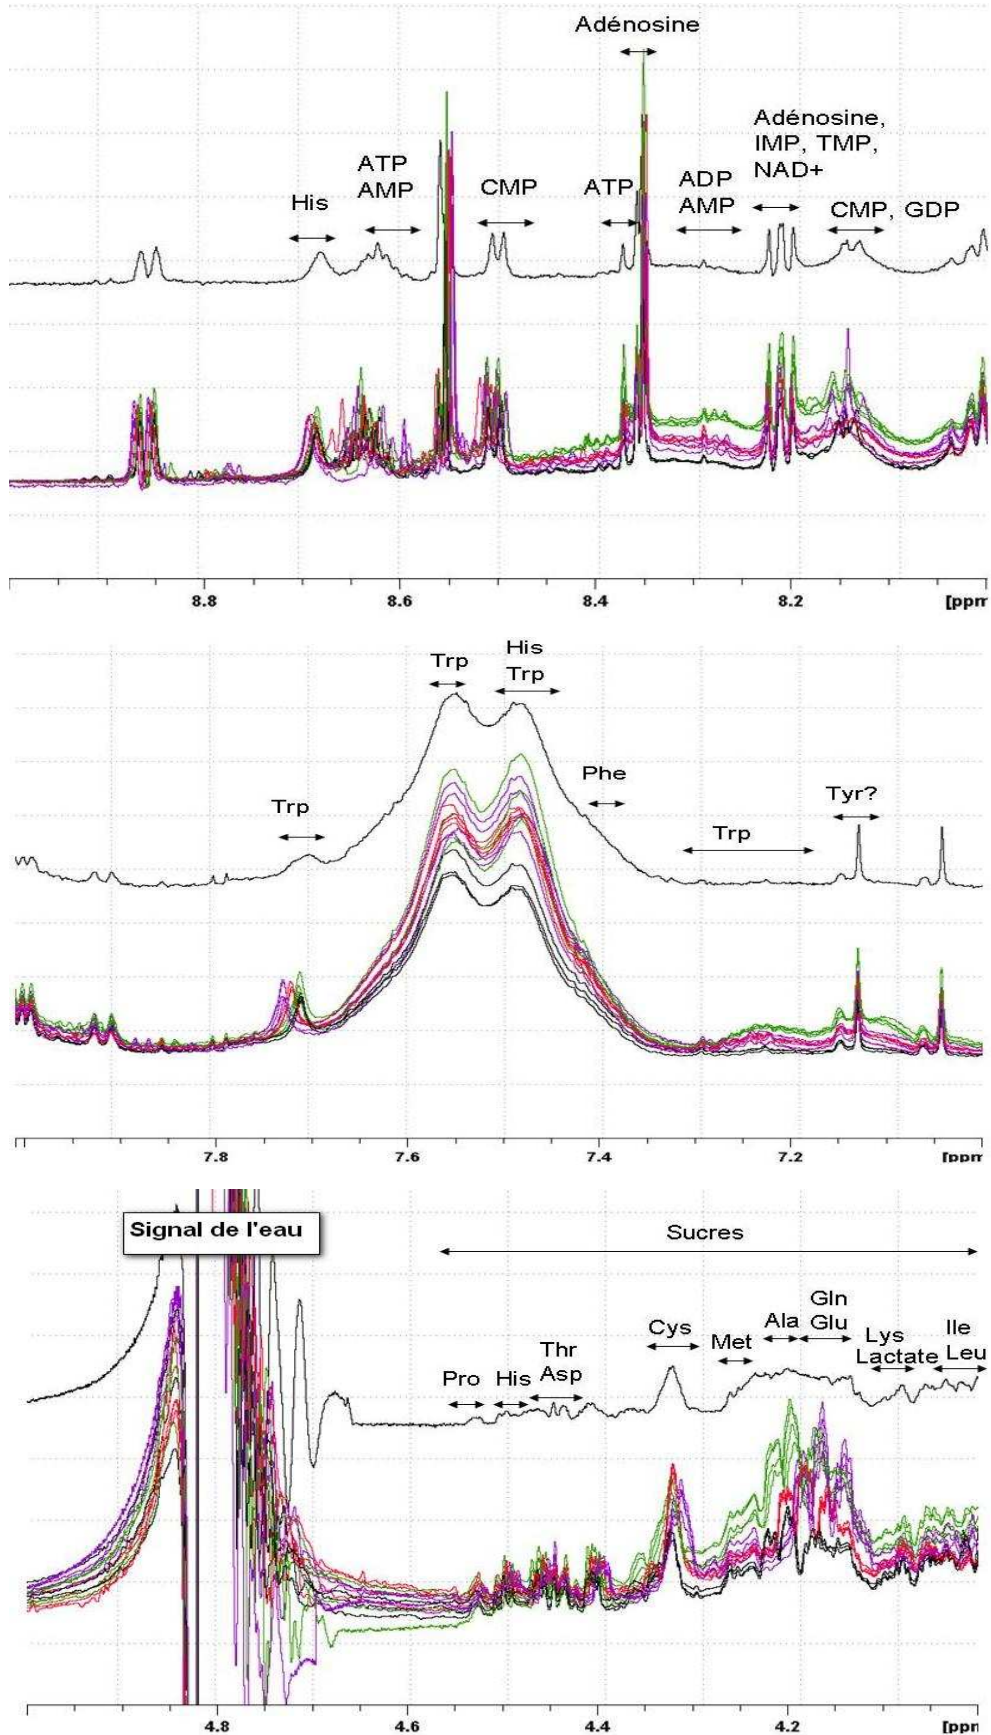 Adénosine
Adénosine,
IMP, TMP,
NAD+
ATP
AMP
His
CMP
ATP
ADP
AMP
CMP, GDP
8.8
8.6
8.4
8.2
[ppm
Trp
His
Trp
Phe
Trp
Tyr?
Trp
7.8
7.6
7.4
7.2
[ppm
Signal de l'eau
Sucres
Pro
His
Thr
Asp
Cys
Met
Ala
Gln
Glu
Lys
Lactate
Ile
Leu
4.8
4.6
4.4
4.2
[ppm